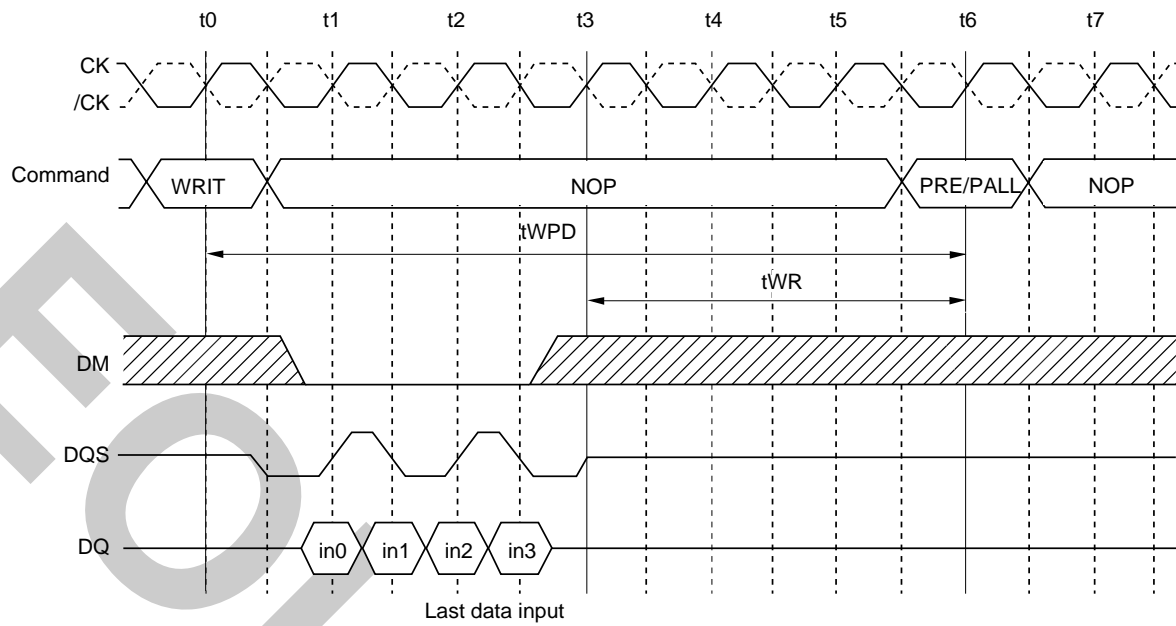 t0 t1 t2 t3 t4 t5 t6 t7
CK
/CK
Command WRIT NOP PRE/PALL NOP
tWPD
tWR
DM
DQS
DQ in0 in1 in2 in3
Last data input